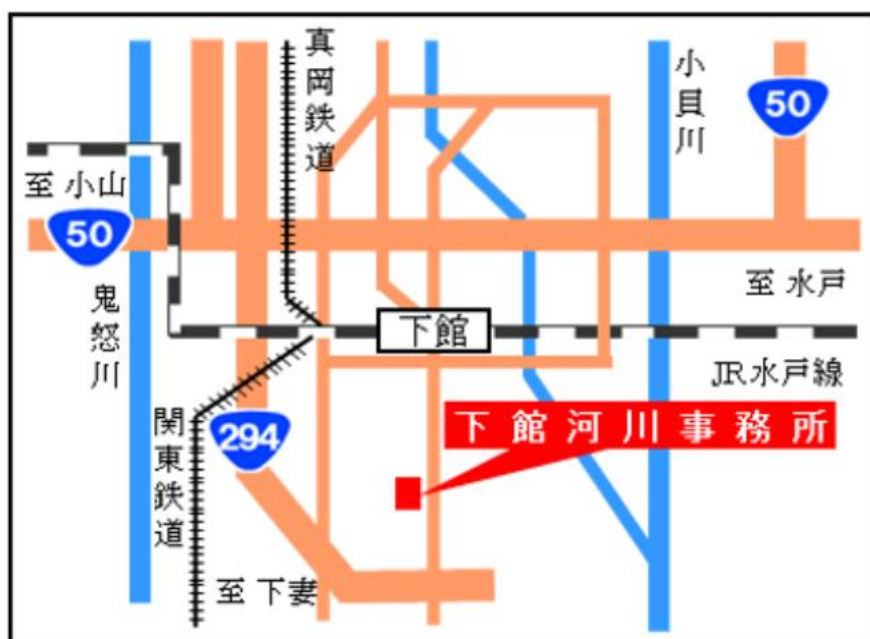 真岡鉄道
小貝川
50
至 小山
50
至 水戸
鬼怒川
下館
JR水戸線
下館河川事務所
関東鉄道
294
至 下妻